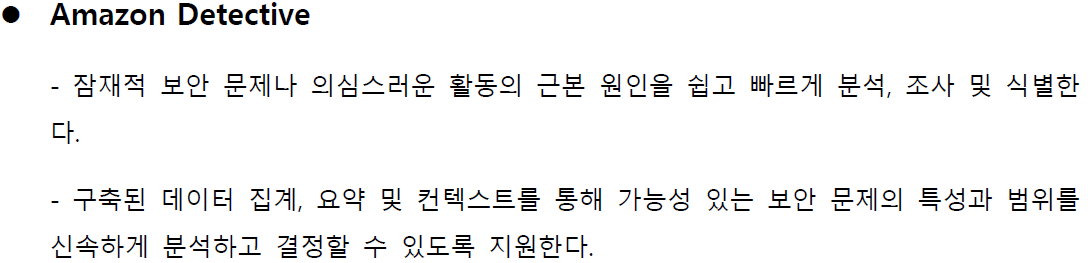 ● Amazon Detective
- 잠재적 보안 문제나 의심스러운 활동의 근본 원인을 쉽고 빠르게 분석, 조사 및 식별한
다.
- 구축된 데이터 집계, 요약 및 컨텍스트를 통해 가능성 있는 보안 문제의 특성과 범위를
신속하게 분석하고 결정할 수 있도록 지원한다.